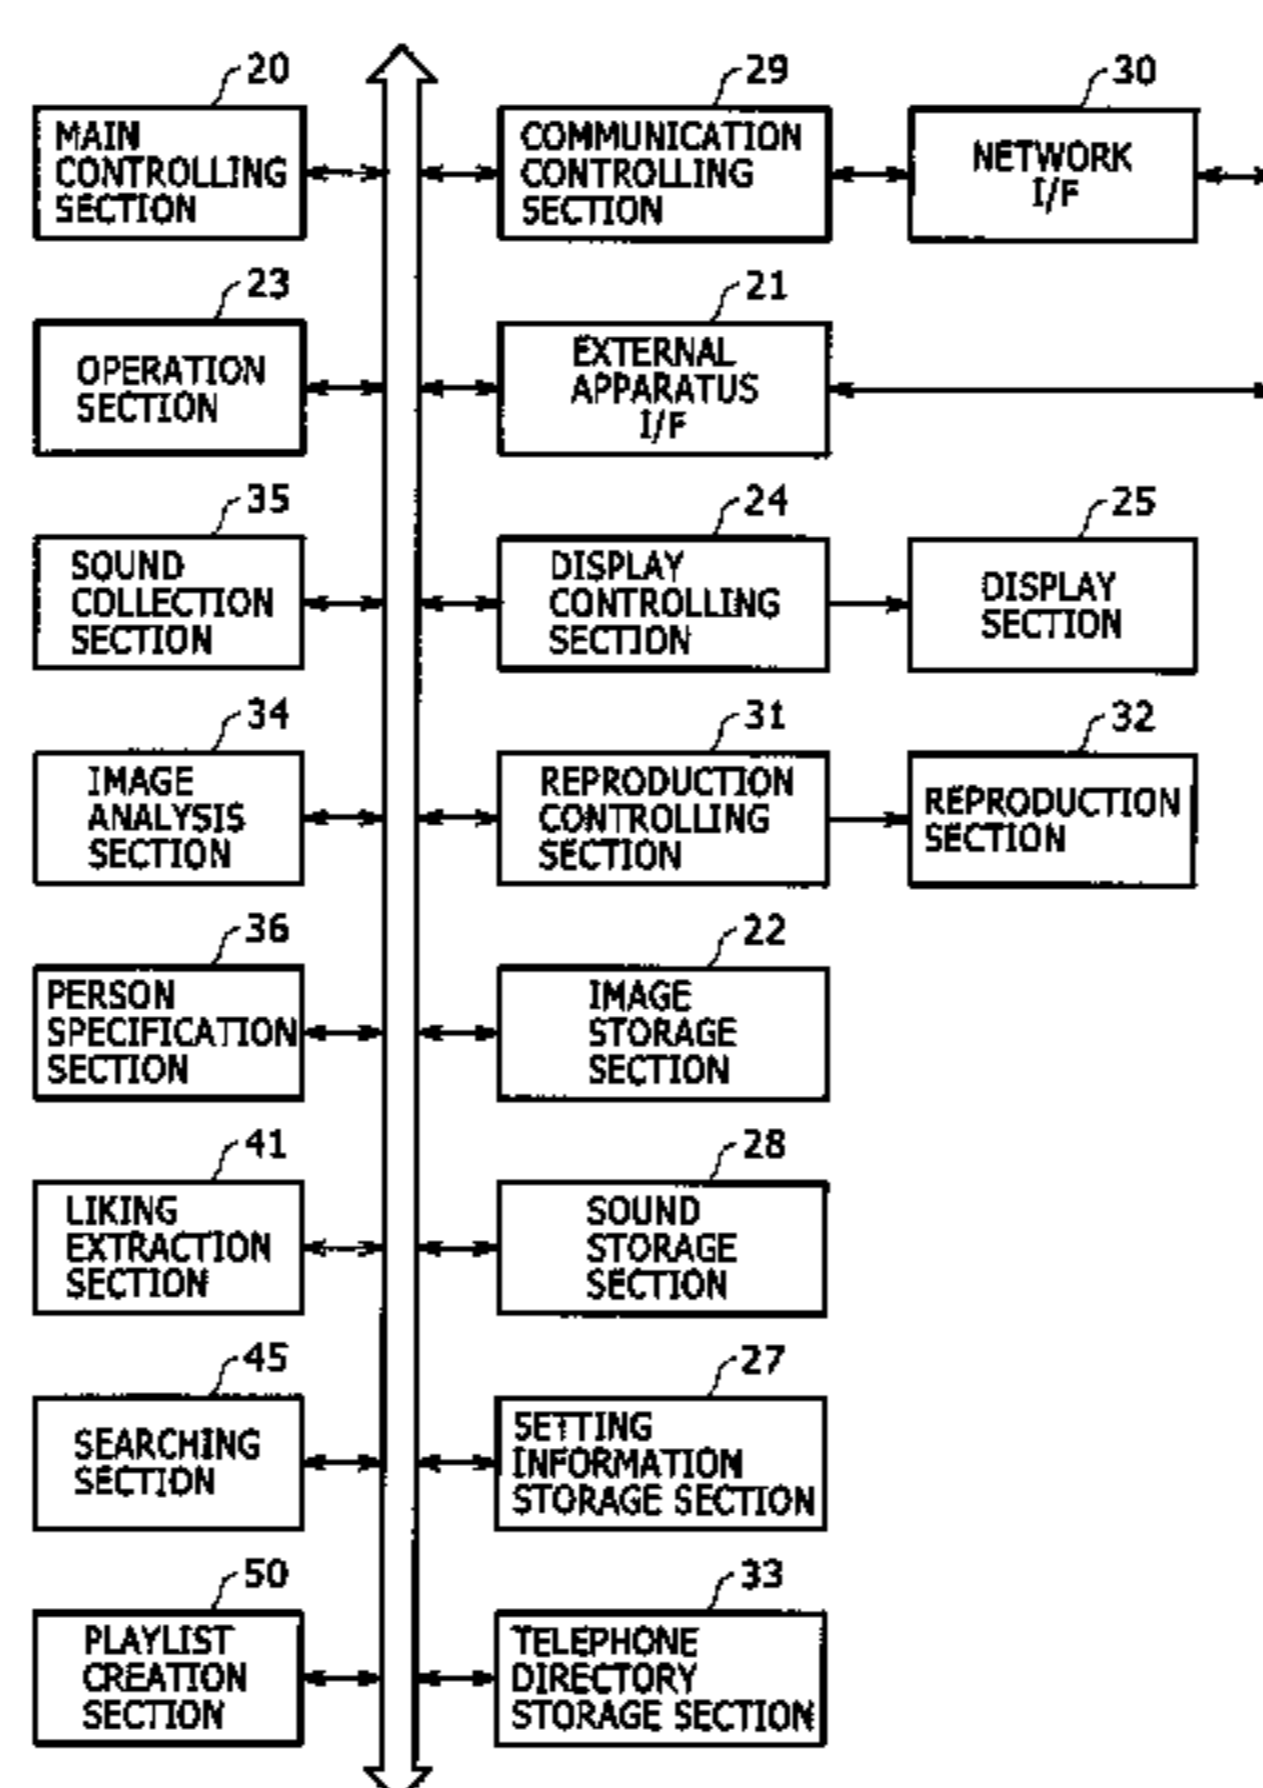 20
MAIN
CONTROLLING
SECTION
29
COMMUNICATION
CONTROLLING
SECTION
30
NETWORK
I/F
23
OPERATION
SECTION
21
EXTERNAL
APPARATUS
I/F
35
SOUND
COLLECTION
SECTION
24
DISPLAY
CONTROLLING
SECTION
25
DISPLAY
SECTION
34
IMAGE
ANALYSIS
SECTION
31
REPRODUCTION
CONTROLLING
SECTION
32
REPRODUCTION
SECTION
36
PERSON
SPECIFICATION
SECTION
22
IMAGE
STORAGE
SECTION
41
LIKING
EXTRACTION
SECTION
28
SOUND
STORAGE
SECTION
45
SEARCHING
SECTION
27
SETTING
INFORMATION
STORAGE SECTION
50
PLAYLIST
CREATION
SECTION
33
TELEPHONE
DIRECTORY
STORAGE SECTION